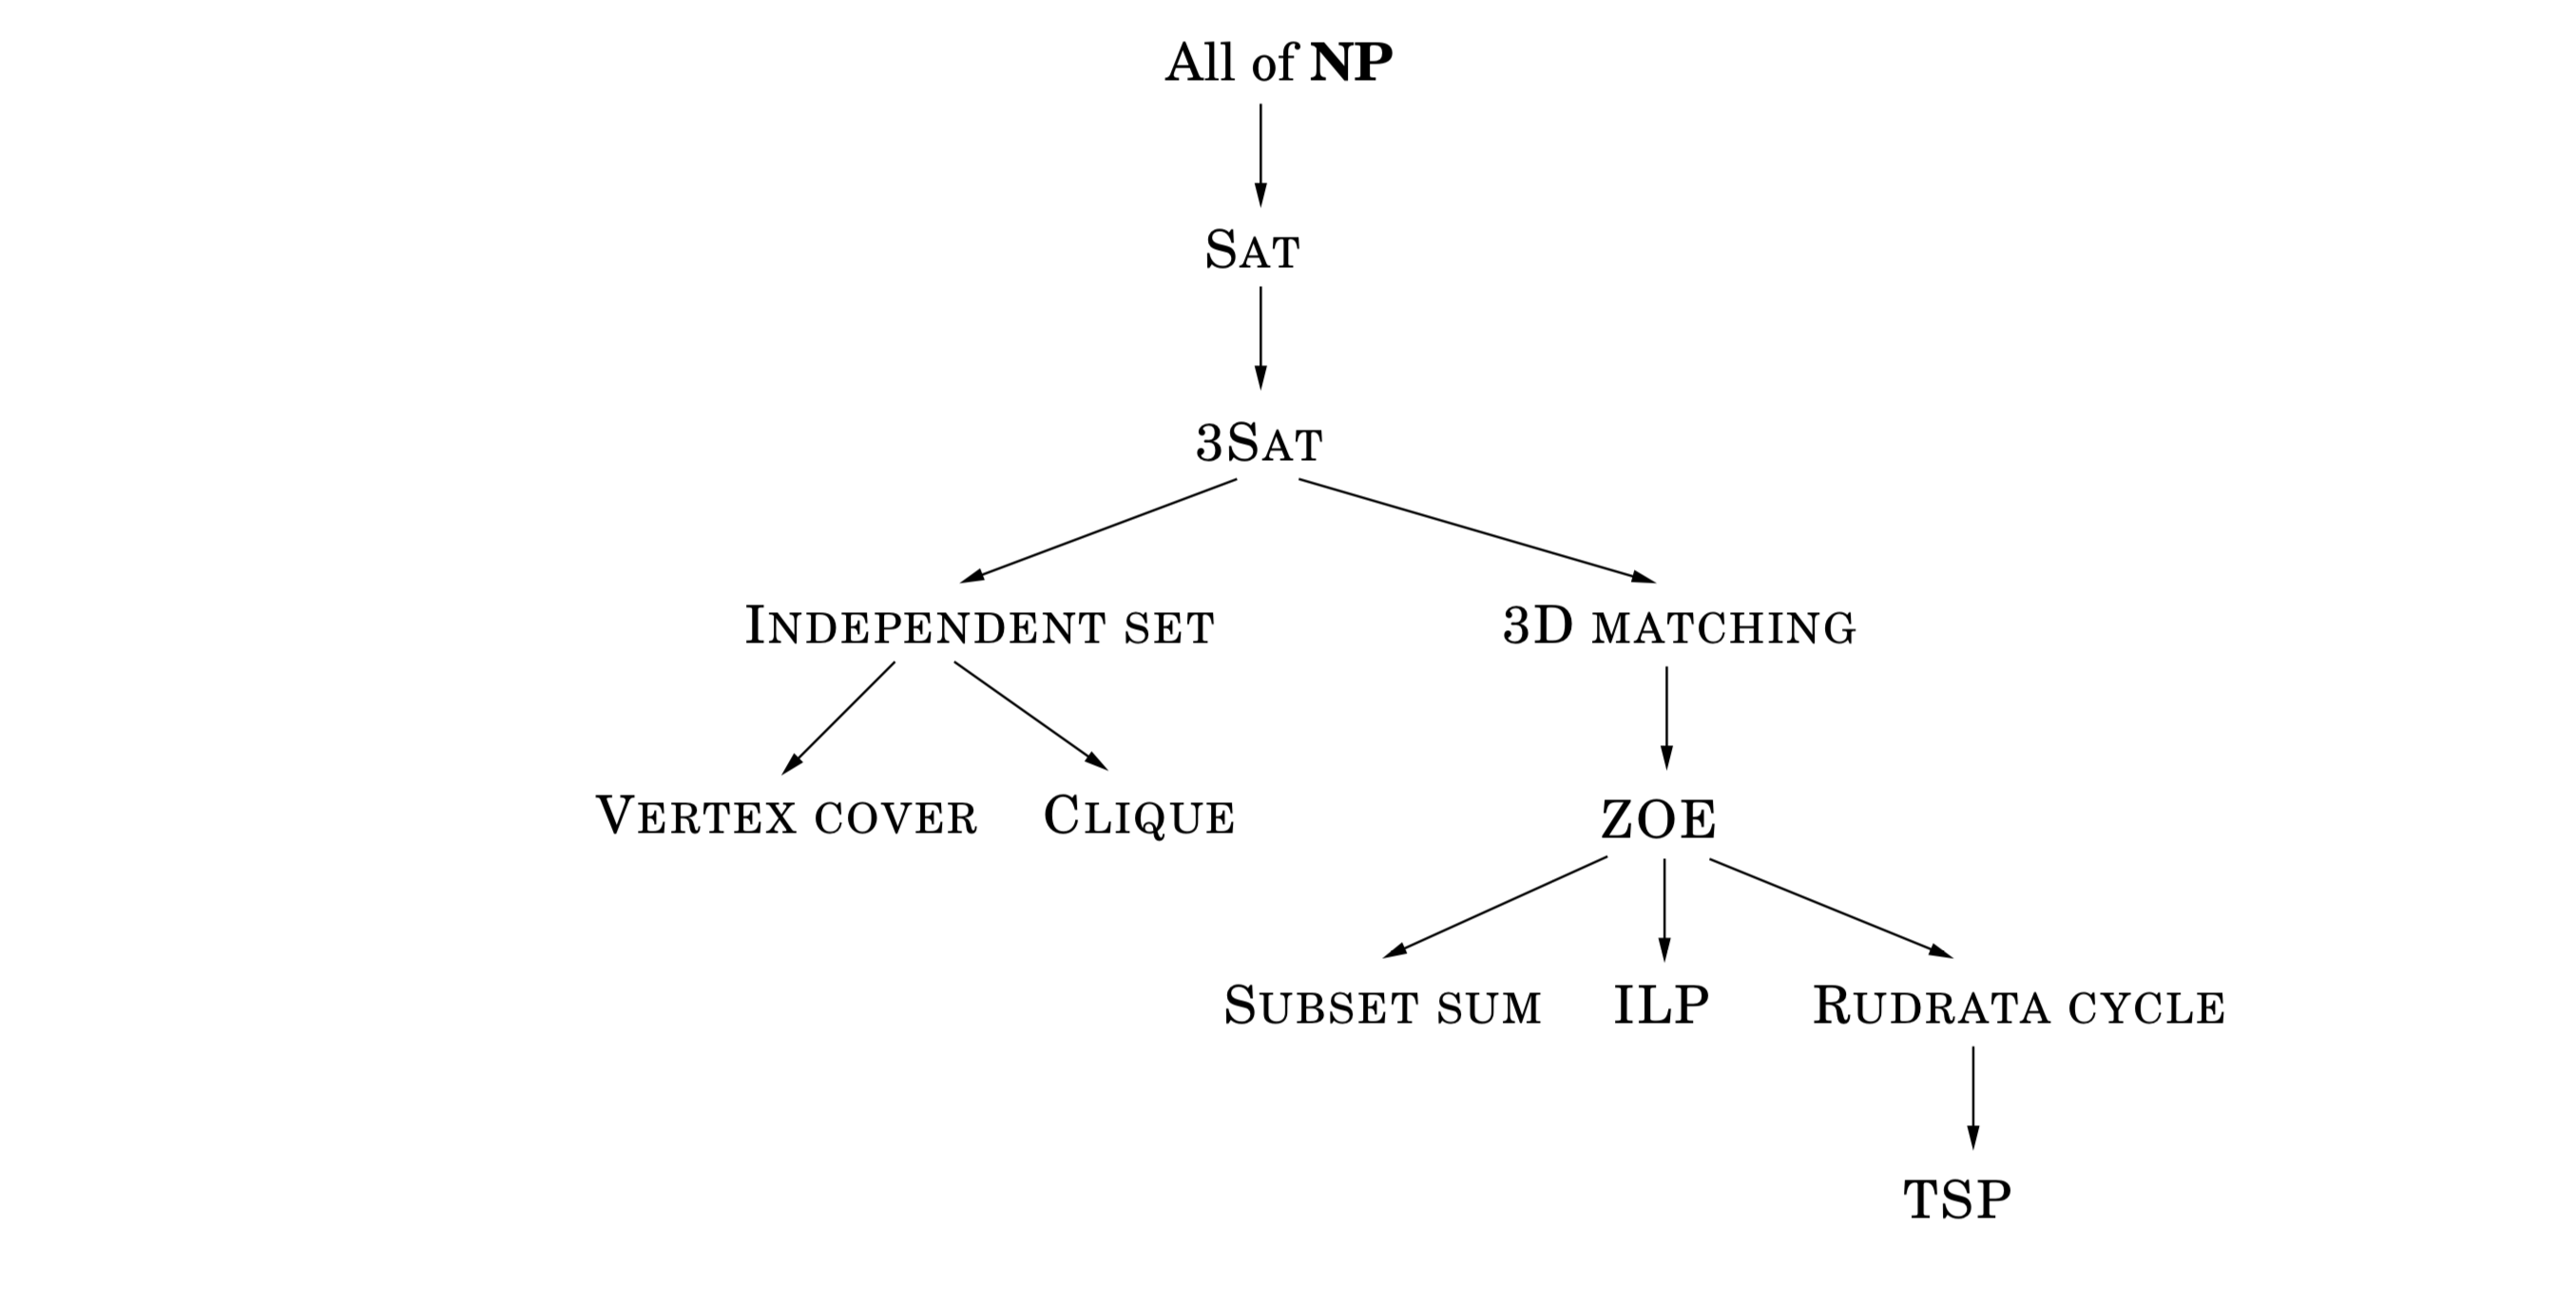 All of NP
SAT
3SAT
INDEPENDENT SET
3D MATCHING
VERTEX COVER
CLIQUE
ZOE
SUBSET SUM
ILP
RUDRATA CYCLE
TSP